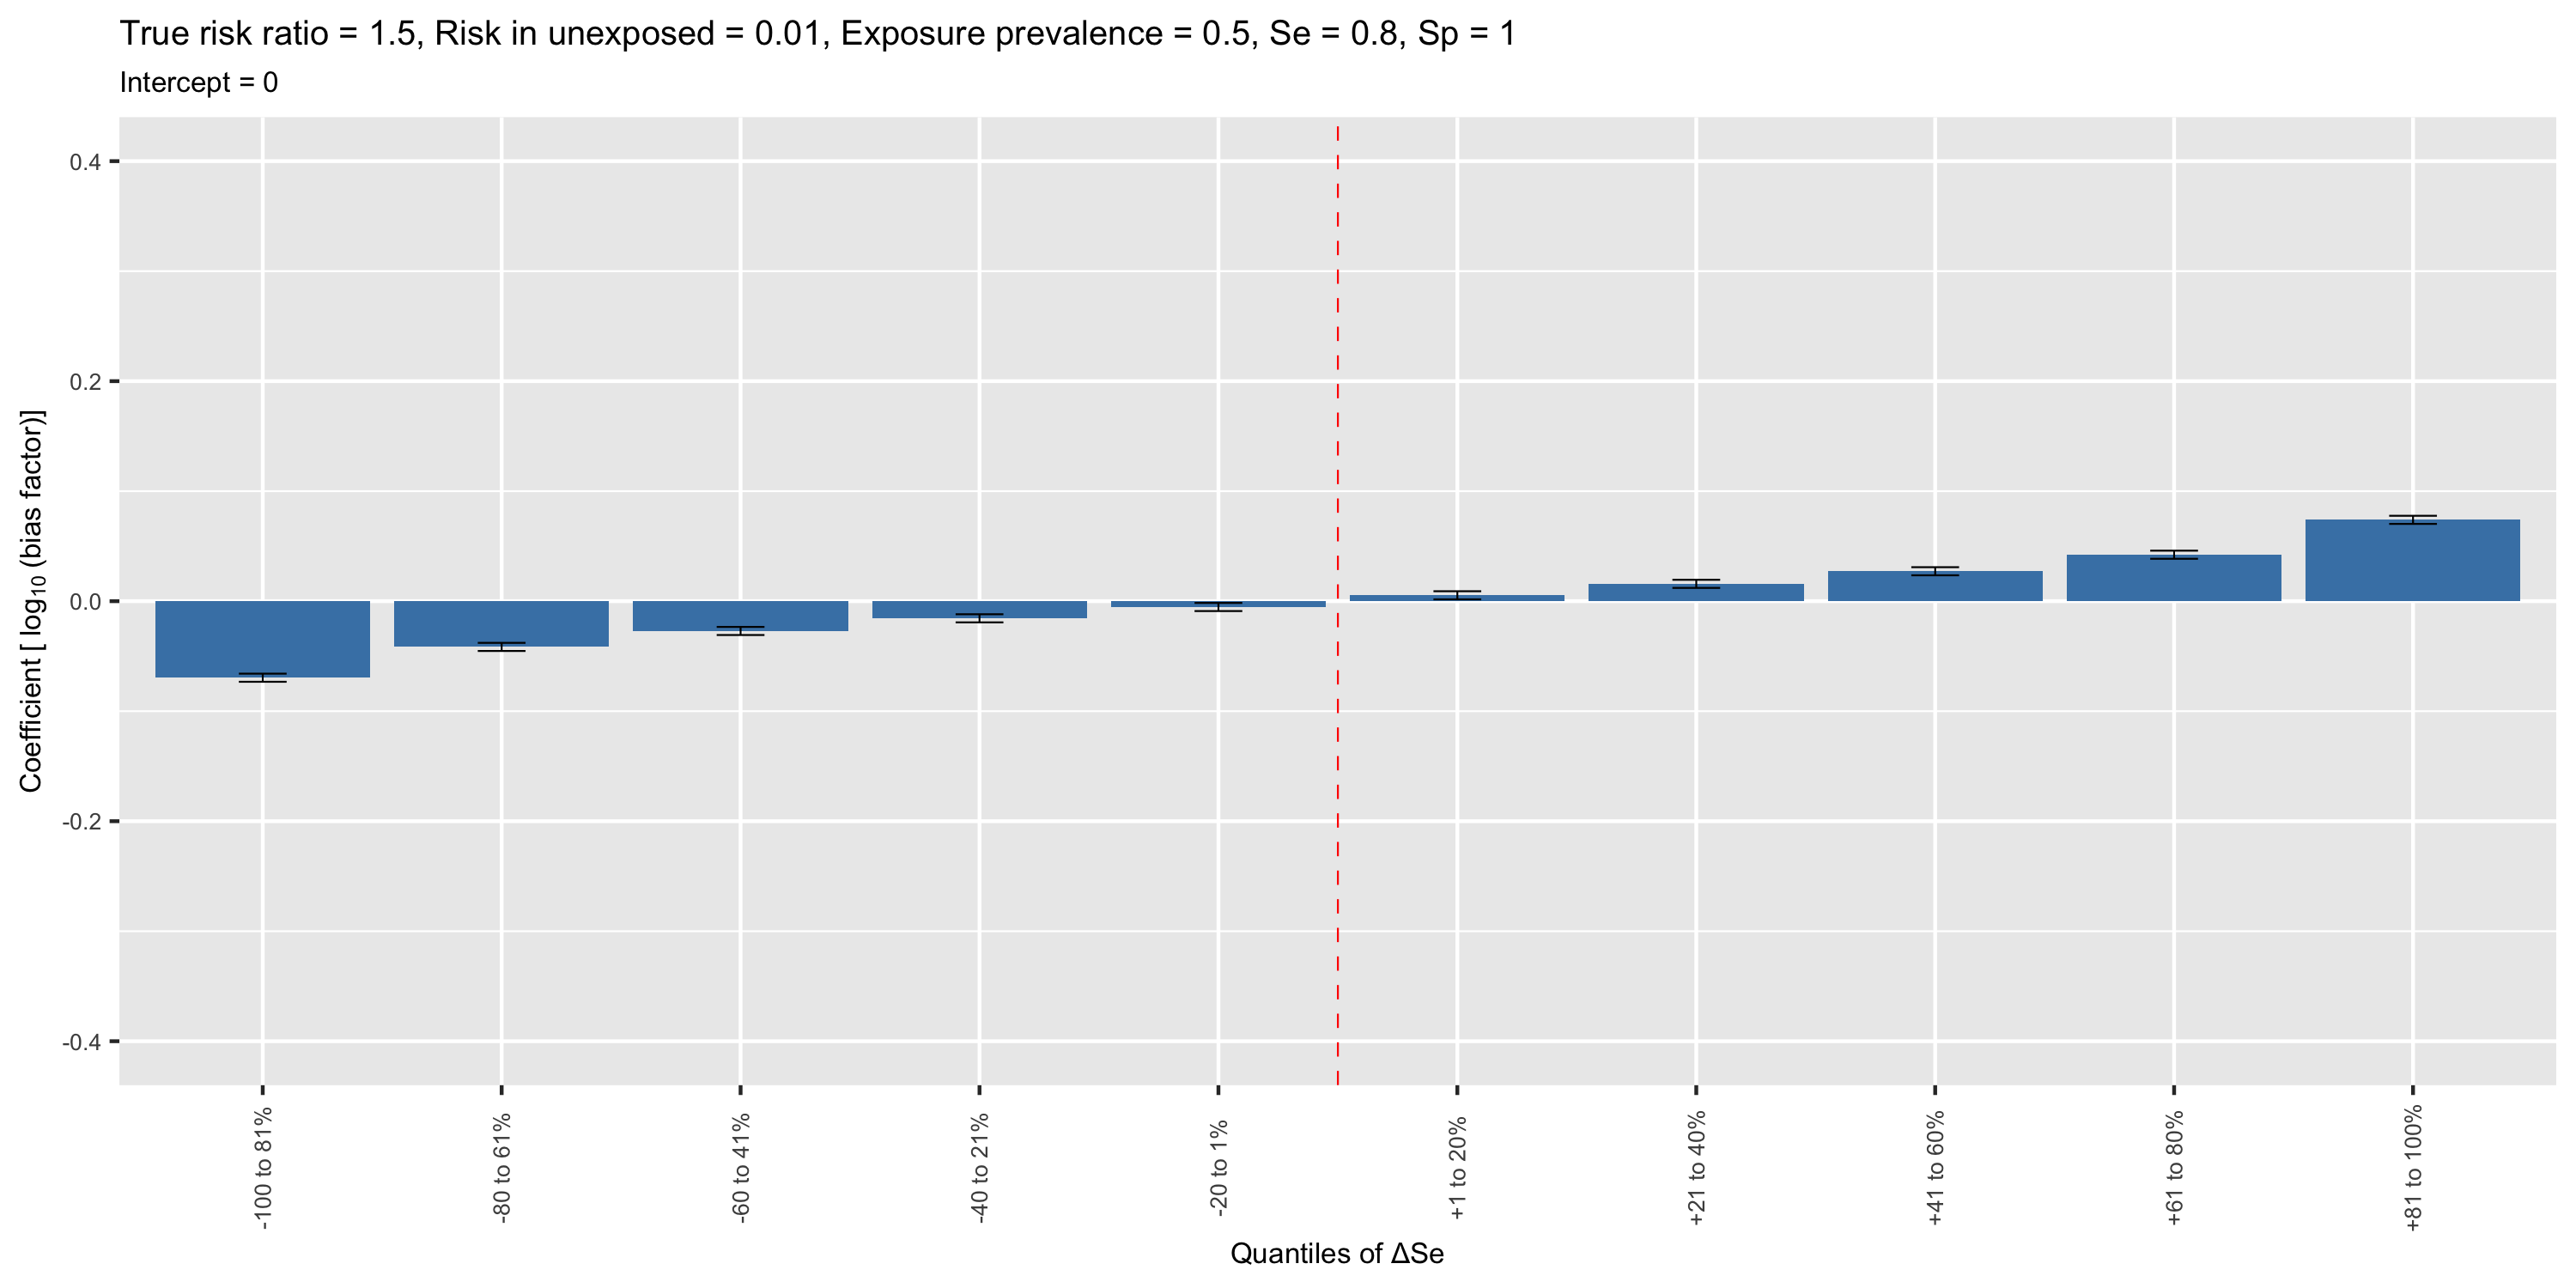 True risk ratio = 1.5, Risk in unexposed = 0.01, Exposure prevalence = 0.5, Se = 0.8, Sp = 1
Intercept = 0
Coefficient [ log₁₀ (bias factor)]
0.4
0.2
0.0
-0.2
-0.4
-100 to 81%
-80 to 61%
-60 to 41%
-40 to 21%
-20 to 1%
+1 to 20%
+21 to 40%
+41 to 60%
+61 to 80%
+81 to 100%
Quantiles of ΔSe